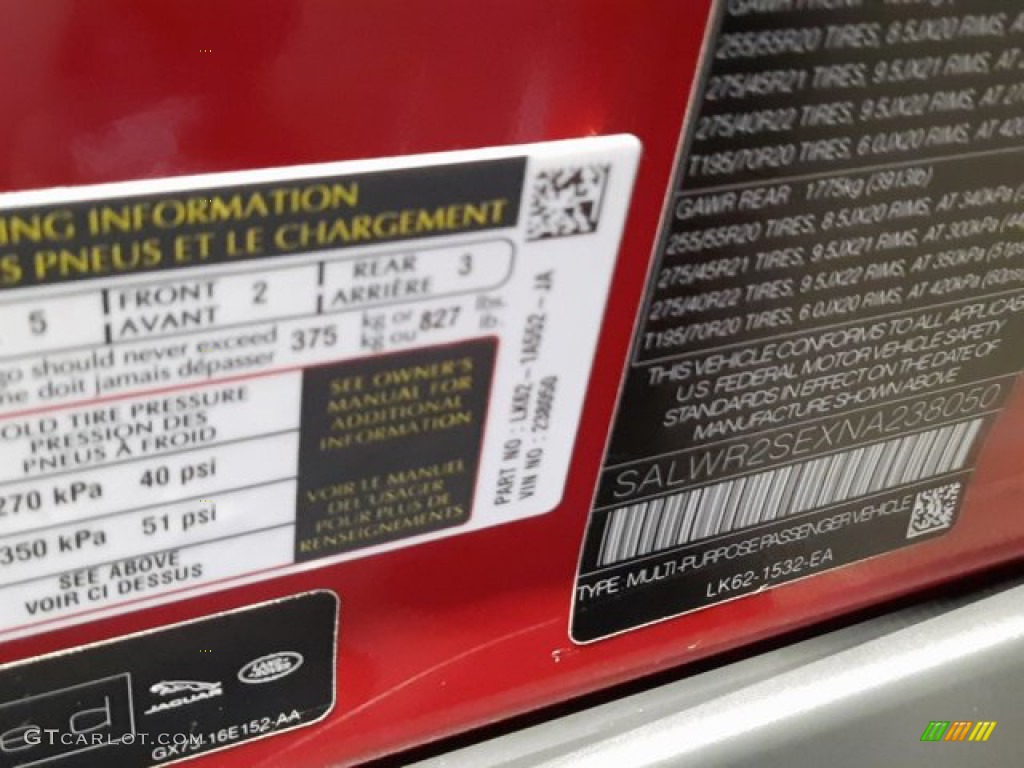 ING INFORMATION
S PNEUS ET LE CHARGEMENT
5 FRONT AVANT 2 REAR ARRIÈRE 3
go should never exceed 375 kg or 827 lbs.
ne doit jamais dépasser kg ou lb.
OLD TIRE PRESSURE
PRESSION DES
PNEUS À FROID
270 kPa 40 psi
350 kPa 51 psi
SEE ABOVE
VOIR CI DESSUS
SEE OWNER'S
MANUAL FOR
ADDITIONAL
INFORMATION
VOIR LE MANUEL
DE L'USAGER
POUR PLUS DE
RENSEIGNEMENTS
PART NO : LK62-1A552-JA
VIN NO : 238050
GAWR FRONT
255/55R20 TIRES, 8.5JX20 RIMS,
275/45R21 TIRES, 9.5JX21 RIMS, AT
275/40R22 TIRES, 9.5JX22 RIMS, AT
T195/70R20 TIRES, 6.0JX20 RIMS, AT 420
GAWR REAR 1775kg (3913lb)
255/55R20 TIRES, 8.5JX20 RIMS, AT 340kPa
275/45R21 TIRES, 9.5JX21 RIMS, AT 300kPa (44
275/40R22 TIRES, 9.5JX22 RIMS, AT 350kPa (51psi
T195/70R20 TIRES, 6.0JX20 RIMS, AT 420kPa (60psi
THIS VEHICLE CONFORMS TO ALL APPLICAB
U.S. FEDERAL MOTOR VEHICLE SAFETY
STANDARDS IN EFFECT ON THE DATE OF
MANUFACTURE SHOWN ABOVE
SALWR2SEXNA238050
TYPE: MULTI-PURPOSE PASSENGER VEHICLE
LK62-1532-EA
JAGUAR
LAND ROVER
GX73-16E152-AA
GTCARLOT.COM